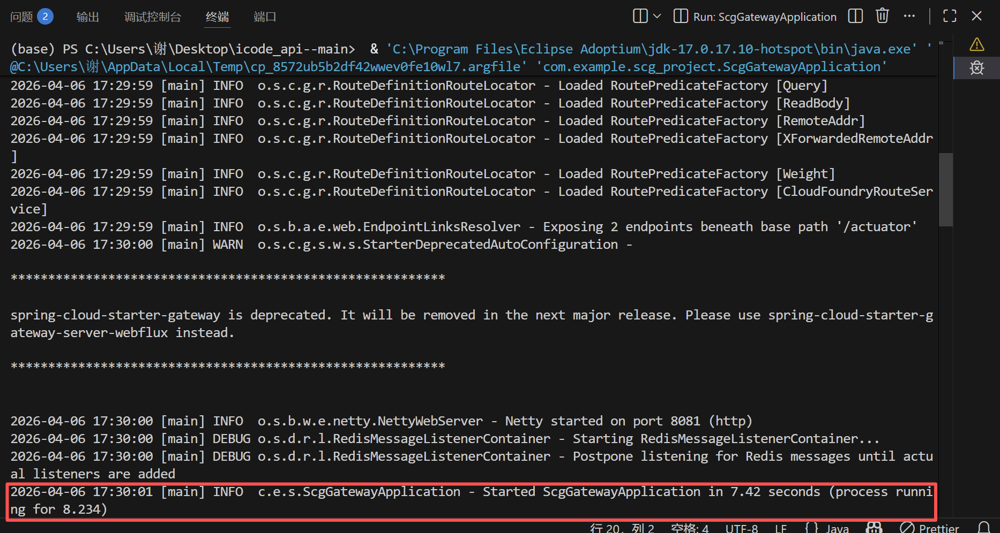 问题 2 输出 调试控制台 终端 端口 Run: ScgGatewayApplication
(base) PS C:\Users\谢\Desktop\icode_api--main>  & 'C:\Program Files\Eclipse Adoptium\jdk-17.0.17.10-hotspot\bin\java.exe' '
@C:\Users\谢\AppData\Local\Temp\cp_8572ub5b2df42wwev0fe10wl7.argfile' 'com.example.scg_project.ScgGatewayApplication'
2026-04-06 17:29:59 [main] INFO  o.s.c.g.r.RouteDefinitionRouteLocator - Loaded RoutePredicateFactory [Query]
2026-04-06 17:29:59 [main] INFO  o.s.c.g.r.RouteDefinitionRouteLocator - Loaded RoutePredicateFactory [ReadBody]
2026-04-06 17:29:59 [main] INFO  o.s.c.g.r.RouteDefinitionRouteLocator - Loaded RoutePredicateFactory [RemoteAddr]
2026-04-06 17:29:59 [main] INFO  o.s.c.g.r.RouteDefinitionRouteLocator - Loaded RoutePredicateFactory [XForwardedRemoteAddr
]
2026-04-06 17:29:59 [main] INFO  o.s.c.g.r.RouteDefinitionRouteLocator - Loaded RoutePredicateFactory [Weight]
2026-04-06 17:29:59 [main] INFO  o.s.c.g.r.RouteDefinitionRouteLocator - Loaded RoutePredicateFactory [CloudFoundryRouteSer
vice]
2026-04-06 17:29:59 [main] INFO  o.s.b.a.e.web.EndpointLinksResolver - Exposing 2 endpoints beneath base path '/actuator'
2026-04-06 17:30:00 [main] WARN  o.s.c.g.s.w.s.StarterDeprecatedAutoConfiguration -
**********************************************************
spring-cloud-starter-gateway is deprecated. It will be removed in the next major release. Please use spring-cloud-starter-g
ateway-server-webflux instead.
**********************************************************
2026-04-06 17:30:00 [main] INFO  o.s.b.w.e.netty.NettyWebServer - Netty started on port 8081 (http)
2026-04-06 17:30:00 [main] DEBUG o.s.d.r.l.RedisMessageListenerContainer - Starting RedisMessageListenerContainer...
2026-04-06 17:30:00 [main] DEBUG o.s.d.r.l.RedisMessageListenerContainer - Postpone listening for Redis messages until actu
al listeners are added
2026-04-06 17:30:01 [main] INFO  c.e.s.ScgGatewayApplication - Started ScgGatewayApplication in 7.42 seconds (process runni
ng for 8.234)
行 20，列 2 空格: 4 UTF-8 LF {} Java Prettier